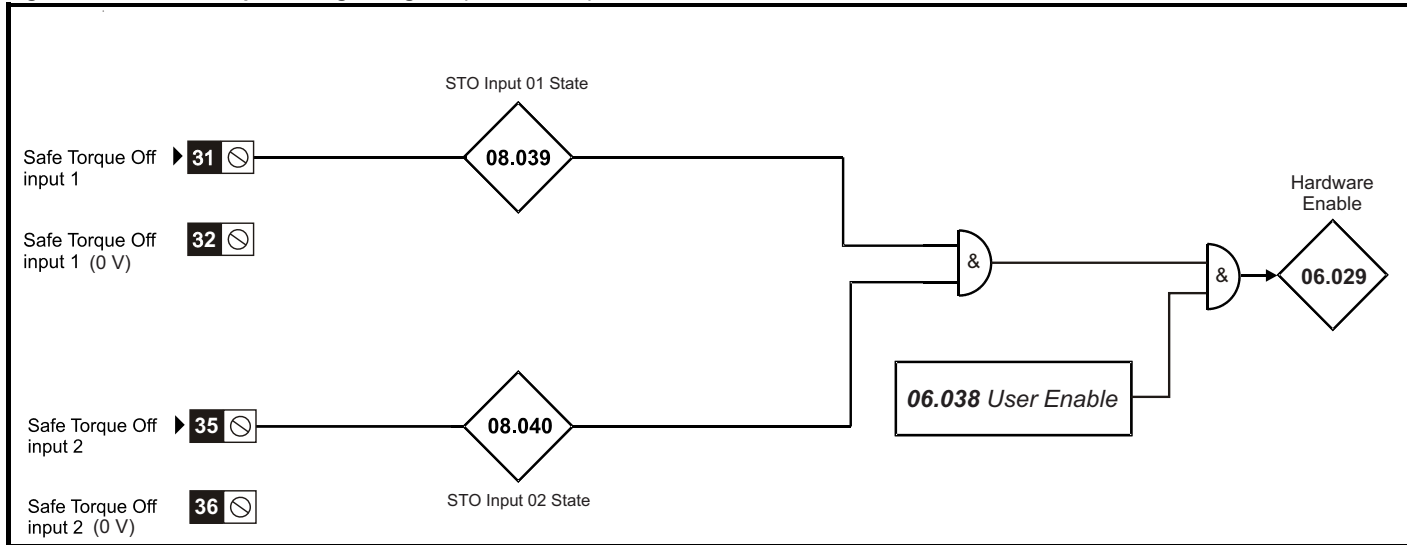 STO Input 01 State
Safe Torque Off
input 1
31
08.039
Hardware
Enable
Safe Torque Off
input 1 (0 V)
32
&
&
06.029
06.038 User Enable
Safe Torque Off
input 2
35
08.040
STO Input 02 State
Safe Torque Off
input 2 (0 V)
36